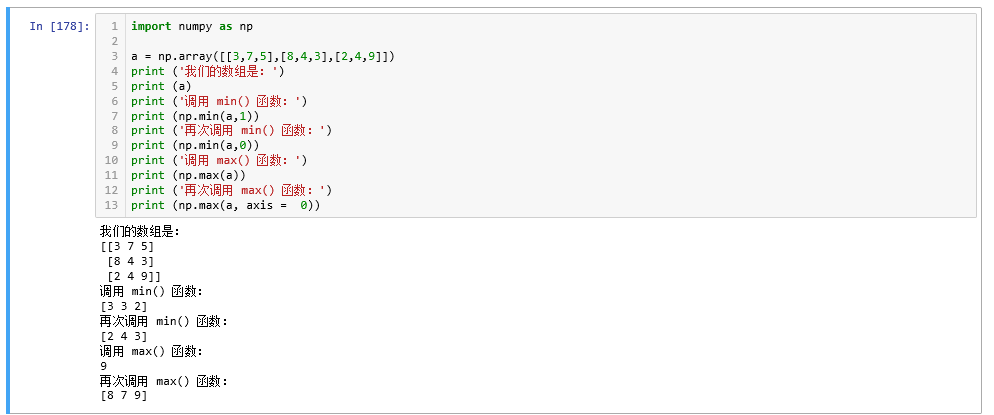 In [178]:
1 import numpy as np
2
3 a = np.array([[3,7,5],[8,4,3],[2,4,9]])
4 print ('我们的数组是：')
5 print (a)
6 print ('调用 min() 函数：')
7 print (np.min(a,1))
8 print ('再次调用 min() 函数：')
9 print (np.min(a,0))
10 print ('调用 max() 函数：')
11 print (np.max(a))
12 print ('再次调用 max() 函数：')
13 print (np.max(a, axis =  0))
我们的数组是：
[[3 7 5]
 [8 4 3]
 [2 4 9]]
调用 min() 函数：
[3 3 2]
再次调用 min() 函数：
[2 4 3]
调用 max() 函数：
9
再次调用 max() 函数：
[8 7 9]